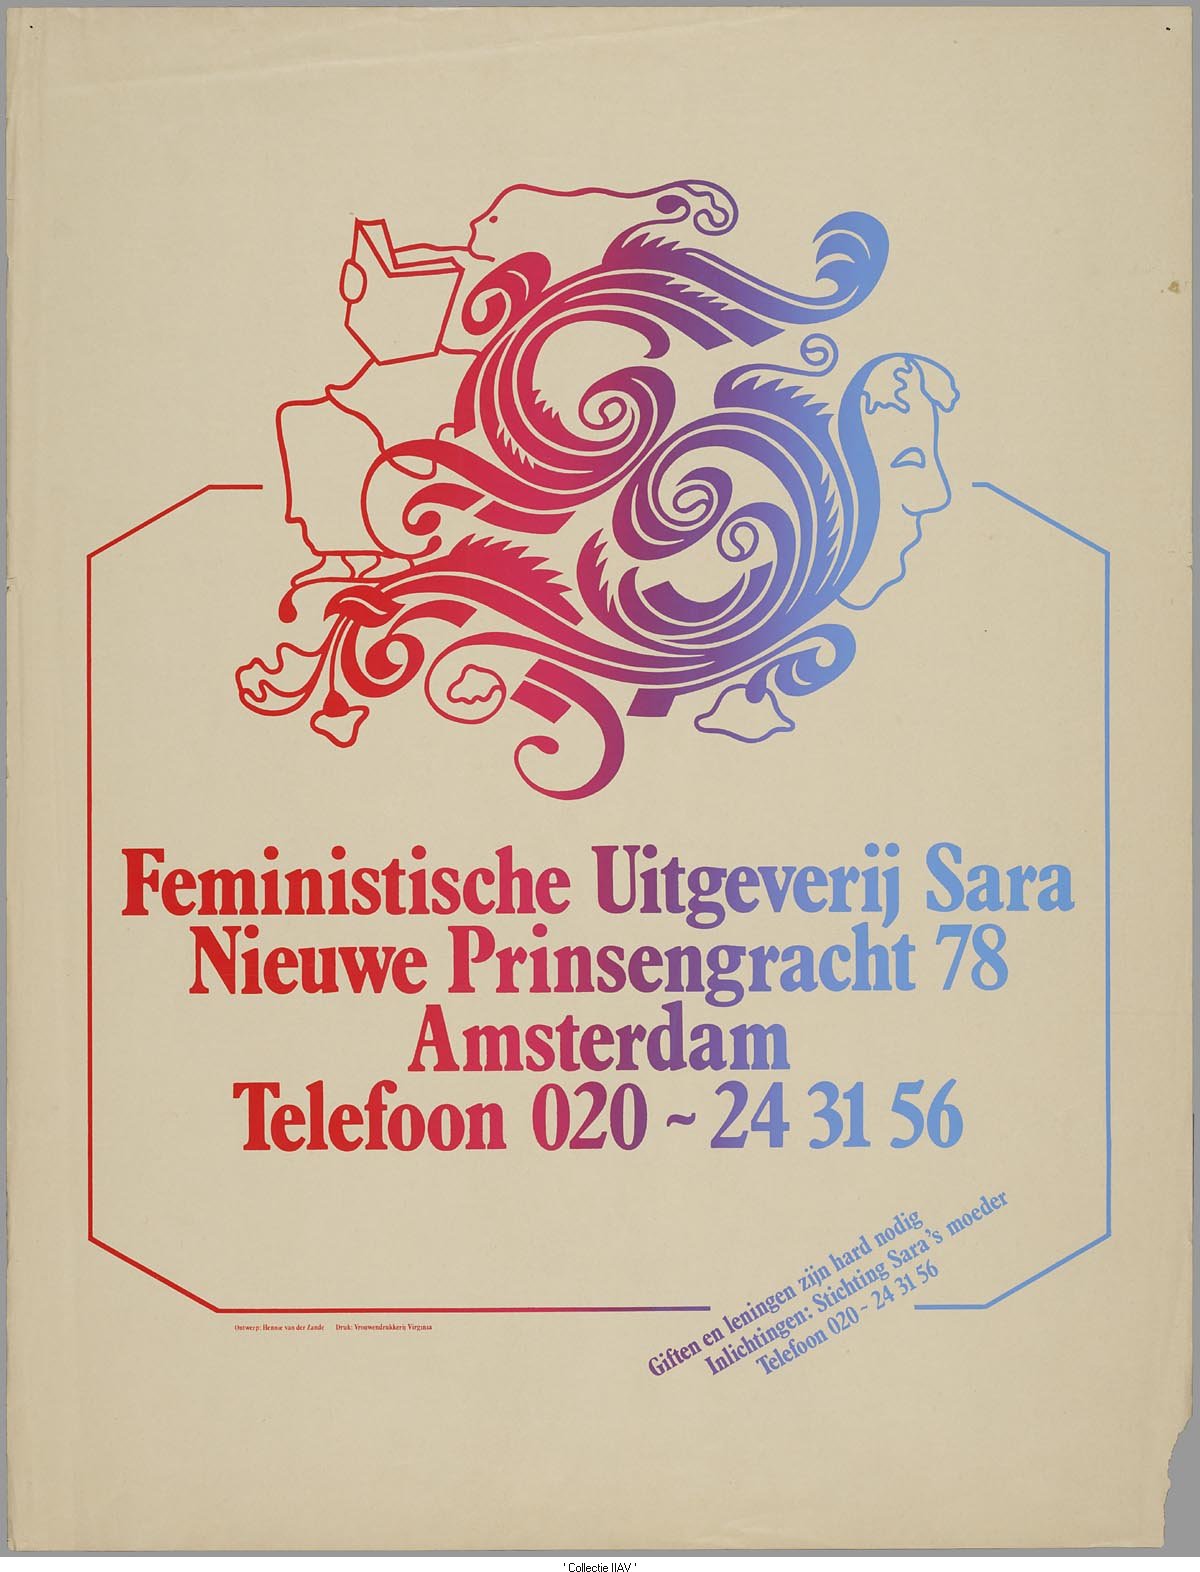 Feministische Uitgeverij Sara
Nieuwe Prinsengracht 78
Amsterdam
Telefoon 020 ~ 24 31 56
Giften en leningen zijn hard nodig
Inlichtingen: Stichting Sara's moeder
Telefoon 020 ~ 24 31 56
Ontwerp: Hennie van der Zande Druk: Vrouwendrukkerij Virginia
' Collectie IIAV '